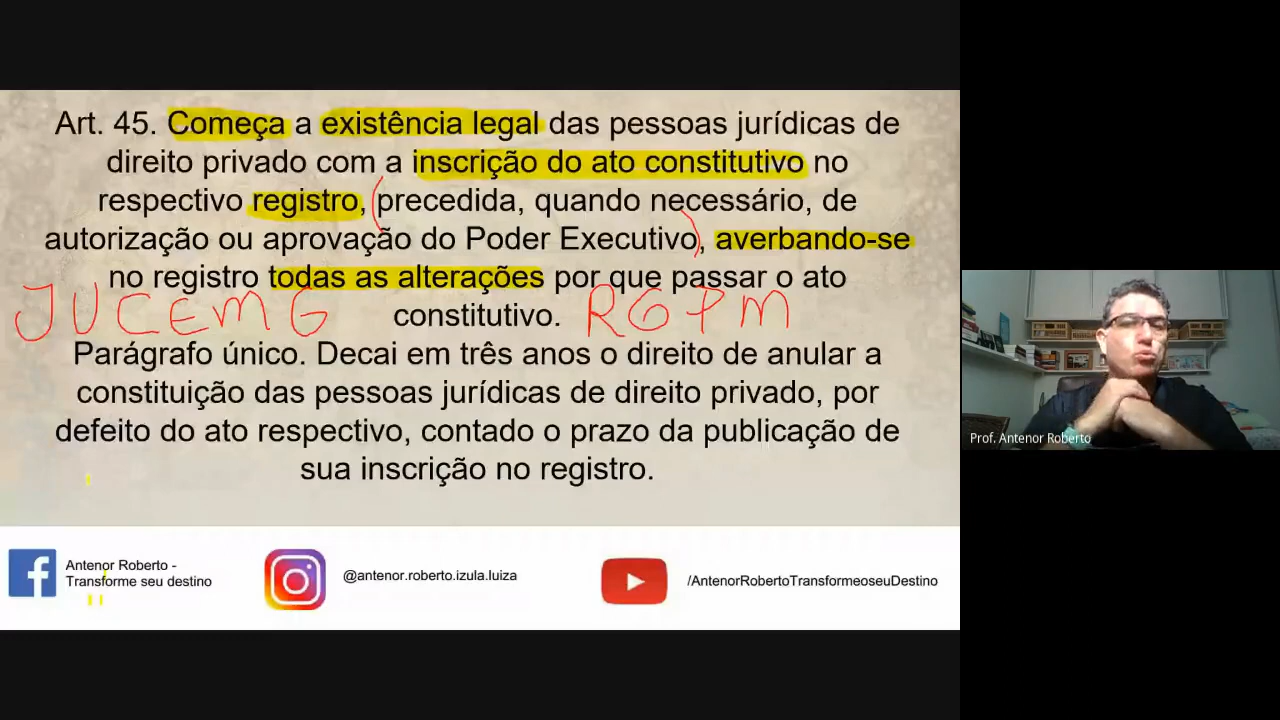 Art. 45. Começa a existência legal das pessoas jurídicas de
direito privado com a inscrição do ato constitutivo no
respectivo registro, (precedida, quando necessário, de
autorização ou aprovação do Poder Executivo), averbando-se
no registro todas as alterações por que passar o ato
JUCEMG constitutivo. RGPM
Parágrafo único. Decai em três anos o direito de anular a
constituição das pessoas jurídicas de direito privado, por
defeito do ato respectivo, contado o prazo da publicação de
sua inscrição no registro.
Prof. Antenor Roberto
Antenor Roberto -
Transforme seu destino
@antenor.roberto.izula.luiza
/AntenorRobertoTransformeoseuDestino